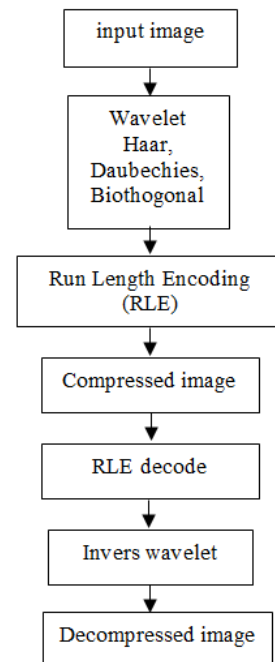 input image
Wavelet
Haar,
Daubechies,
Biothogonal
Run Length Encoding
(RLE)
Compressed image
RLE decode
Invers wavelet
Decompressed image